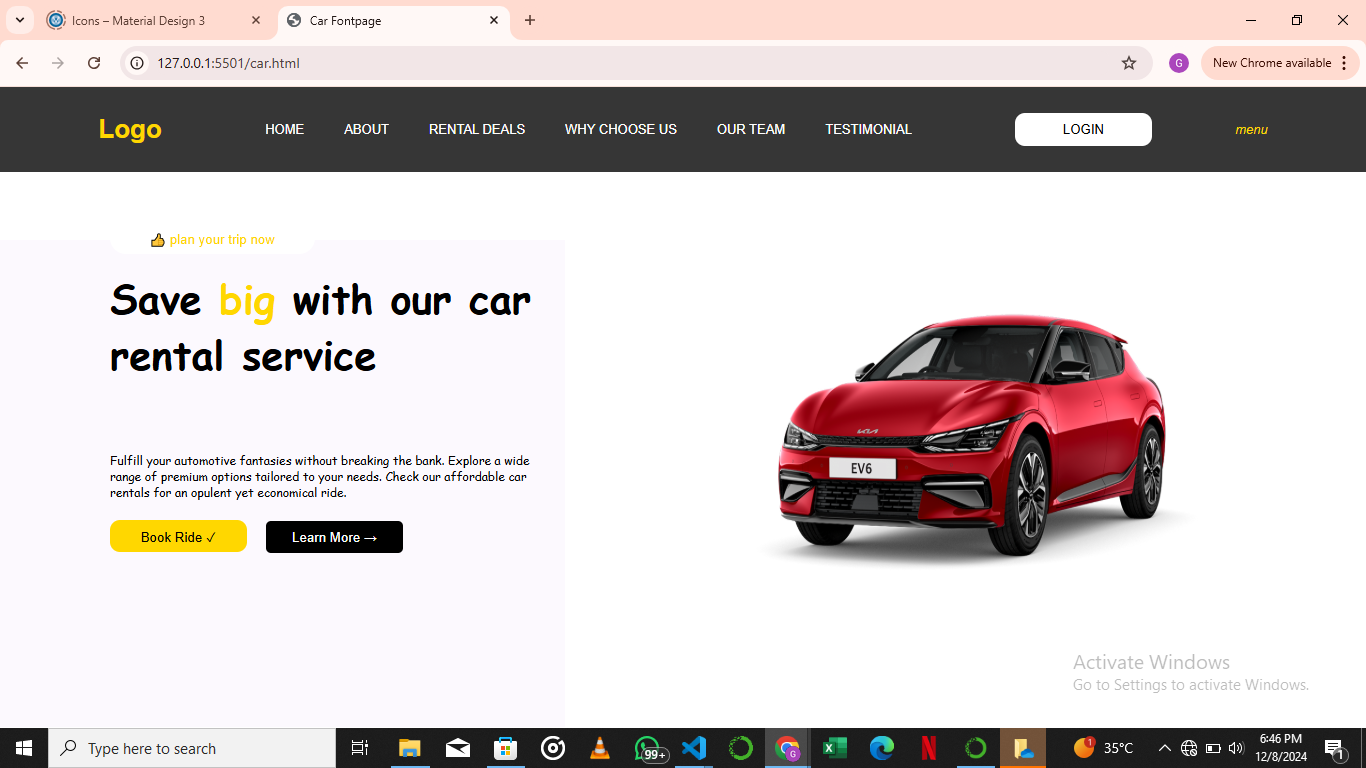 Icons – Material Design 3
Car Fontpage
127.0.0.1:5501/car.html
G
New Chrome available
Logo
HOME
ABOUT
RENTAL DEALS
WHY CHOOSE US
OUR TEAM
TESTIMONIAL
LOGIN
menu
👍 plan your trip now
Save big with our car
rental service
Fulfill your automotive fantasies without breaking the bank. Explore a wide
range of premium options tailored to your needs. Check our affordable car
rentals for an opulent yet economical ride.
Book Ride ✓
Learn More →
KIA
EV6
Activate Windows
Go to Settings to activate Windows.
Type here to search
99+
G
1
35°C
6:46 PM
12/8/2024
1